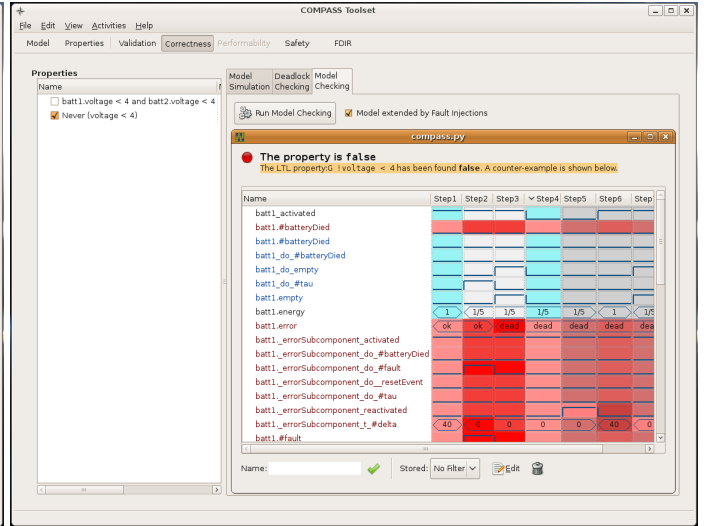 COMPASS Toolset
File Edit View Activities Help
Model Properties Validation Correctness Performability Safety FDIR
Properties
Name
batt1.voltage < 4 and batt2.voltage < 4
Never (voltage < 4)
Model Simulation Deadlock Checking Model Checking
Run Model Checking Model extended by Fault Injections
compass.py
The property is false
The LTL property:G !voltage < 4 has been found false. A counter-example is shown below.
Name Step1 Step2 Step3 Step4 Step5 Step6 Step
batt1_activated
batt1.#batteryDied
batt1.#batteryDied
batt1_do_#batteryDied
batt1_do_empty
batt1_do_#tau
batt1.empty
batt1.energy 1 1/5 1/5 1/5 1/5 1 1/5
batt1.error ok ok dead dead dead dead dea
batt1._errorSubcomponent_activated
batt1._errorSubcomponent_do_#batteryDied
batt1._errorSubcomponent_do_#fault
batt1._errorSubcomponent_do__resetEvent
batt1._errorSubcomponent_do_#tau
batt1._errorSubcomponent_reactivated
batt1._errorSubcomponent_t_#delta 40 0 0 0 0 40 0
batt1.#fault
Name: Stored: No Filter Edit